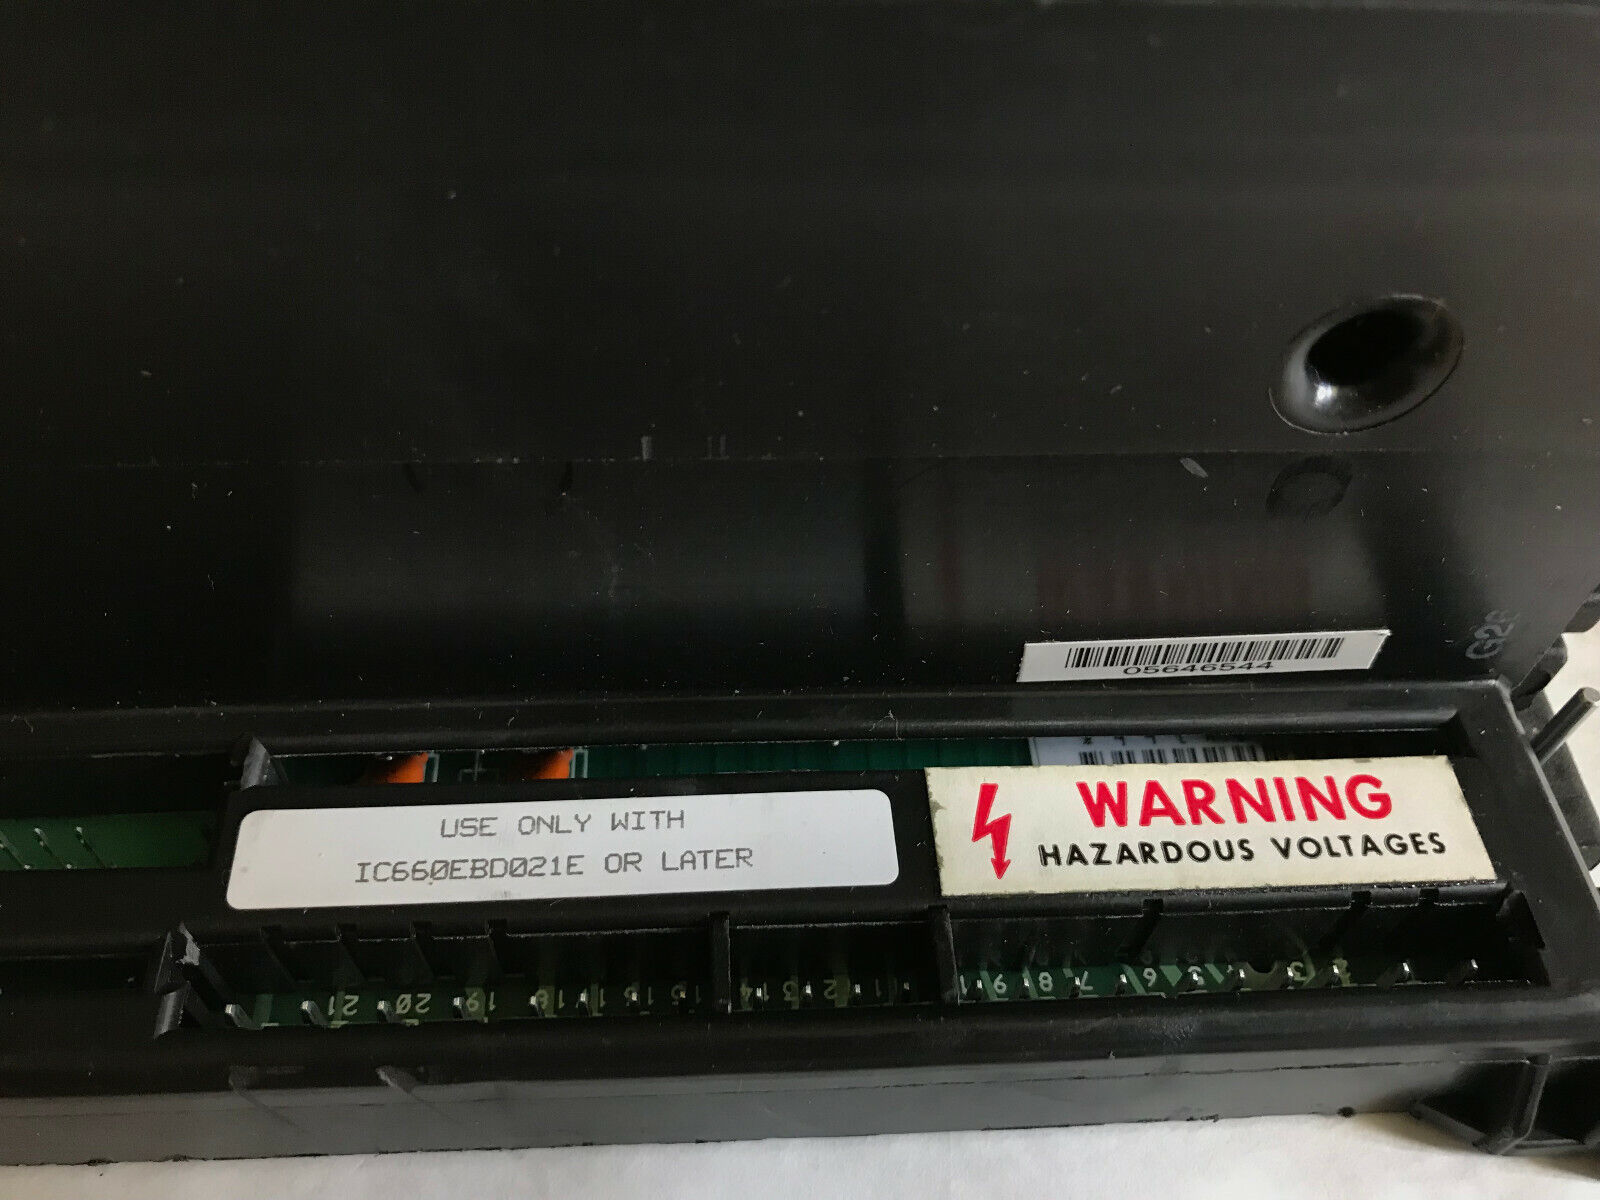 05646544
USE ONLY WITH
IC660EBD021E OR LATER
WARNING
HAZARDOUS VOLTAGES
21 20 19
9 8 7 6